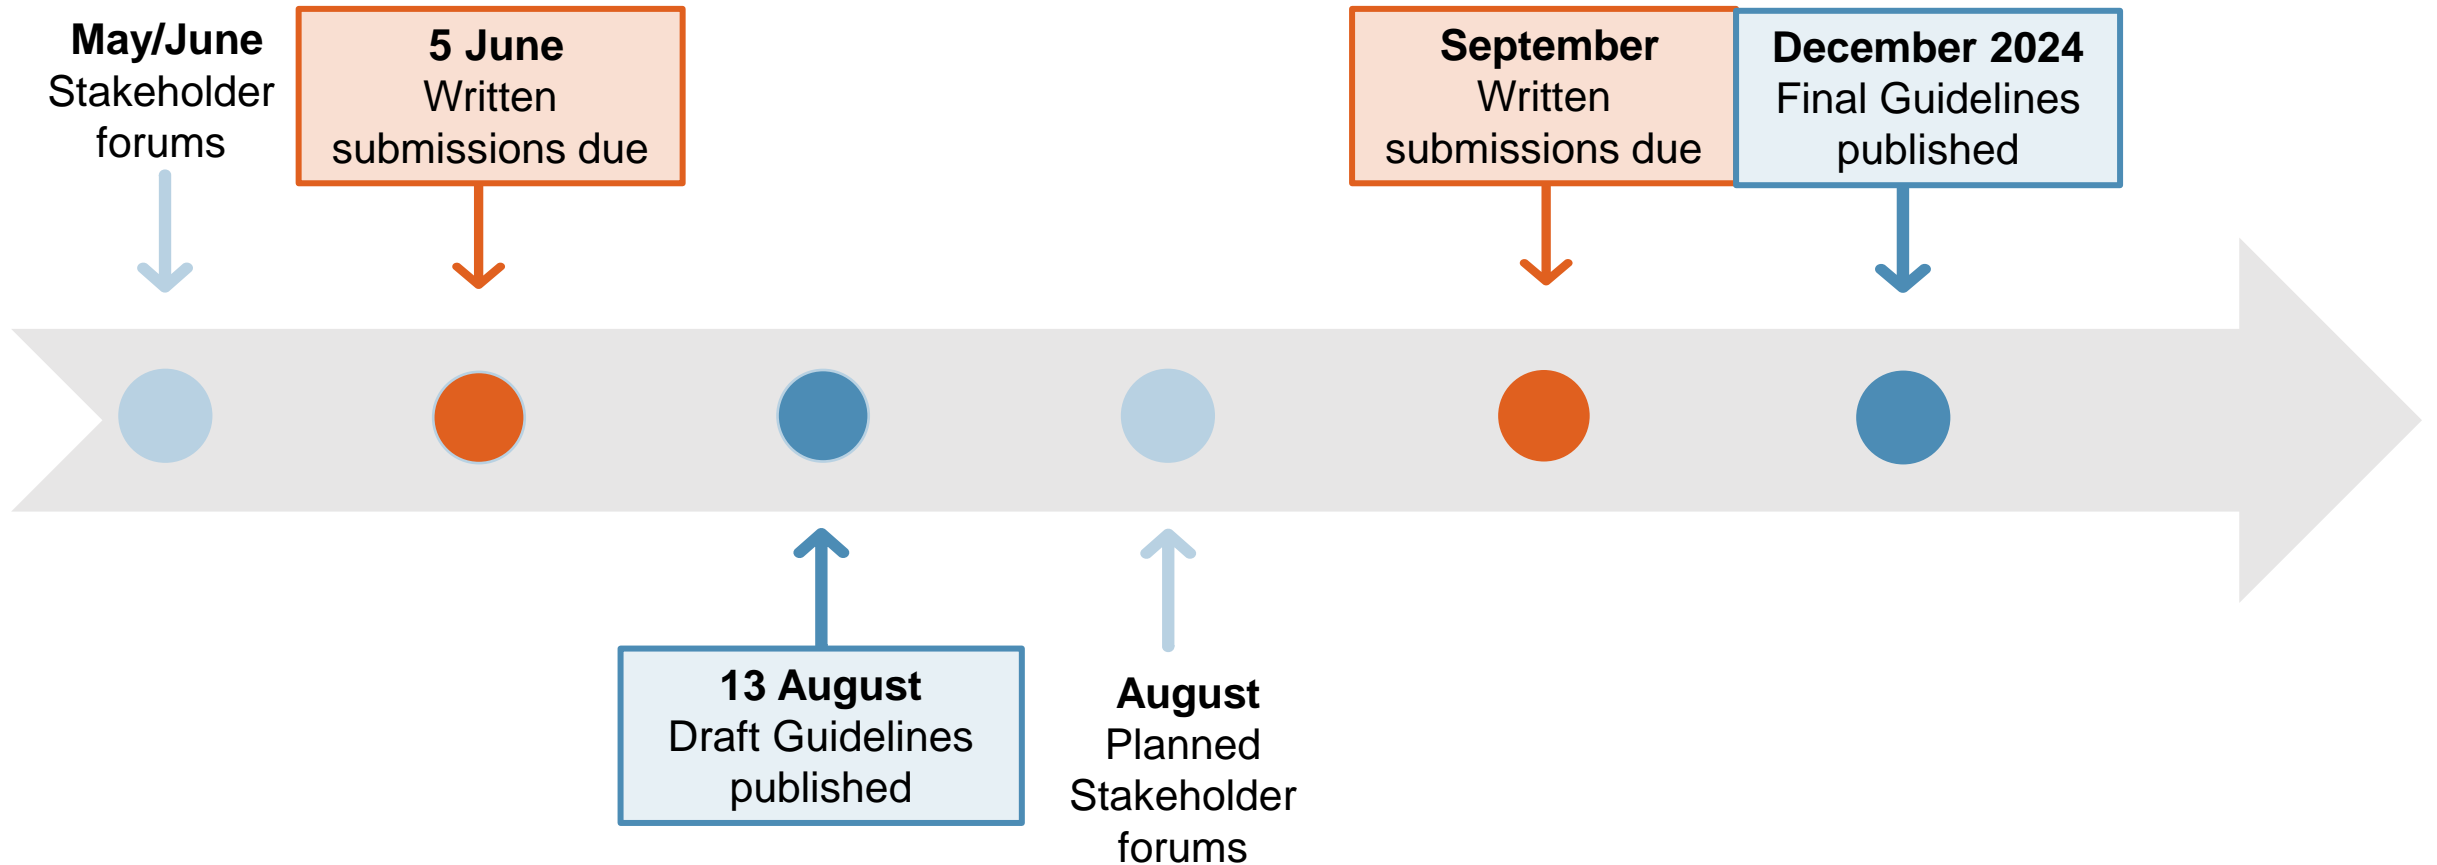 May/June
Stakeholder
forums
5 June
Written
submissions due
September
Written
submissions due
December 2024
Final Guidelines
published
13 August
Draft Guidelines
published
August
Planned
Stakeholder
forums